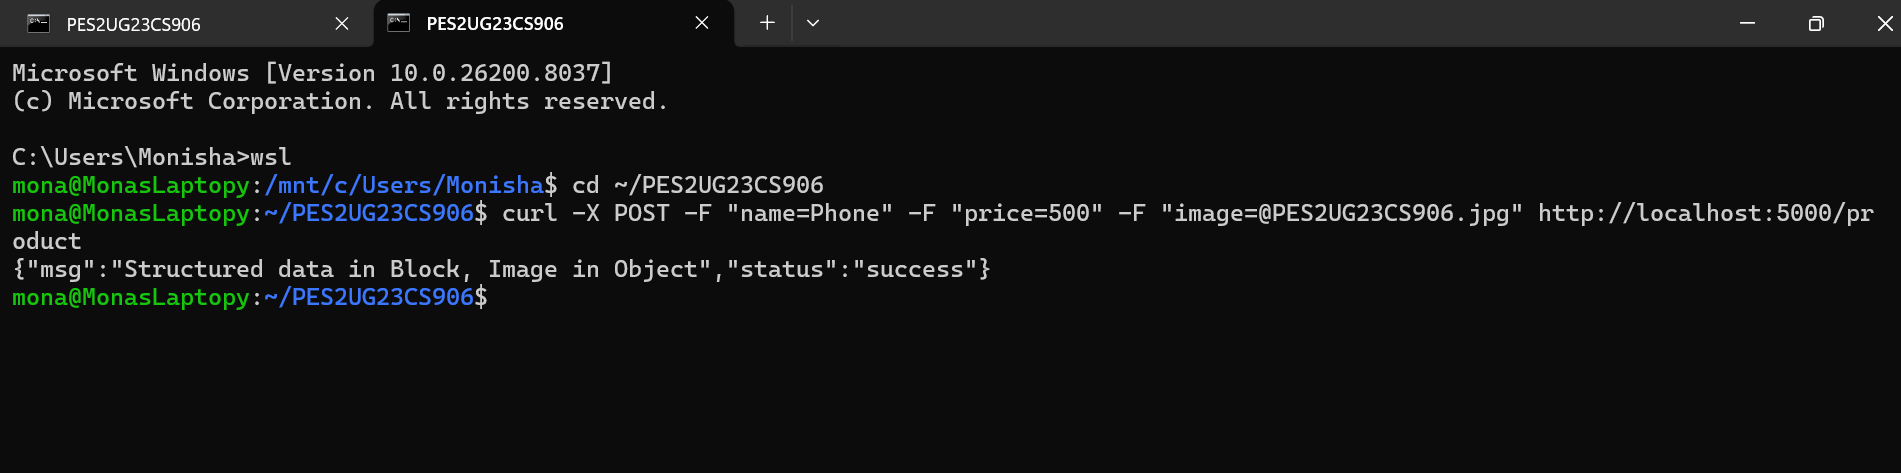 PES2UG23CS906
PES2UG23CS906
Microsoft Windows [Version 10.0.26200.8037]
(c) Microsoft Corporation. All rights reserved.
C:\Users\Monisha>wsl
mona@MonasLaptopy:/mnt/c/Users/Monisha$ cd ~/PES2UG23CS906
mona@MonasLaptopy:~/PES2UG23CS906$ curl -X POST -F "name=Phone" -F "price=500" -F "image=@PES2UG23CS906.jpg" http://localhost:5000/pr
oduct
{"msg":"Structured data in Block, Image in Object","status":"success"}
mona@MonasLaptopy:~/PES2UG23CS906$